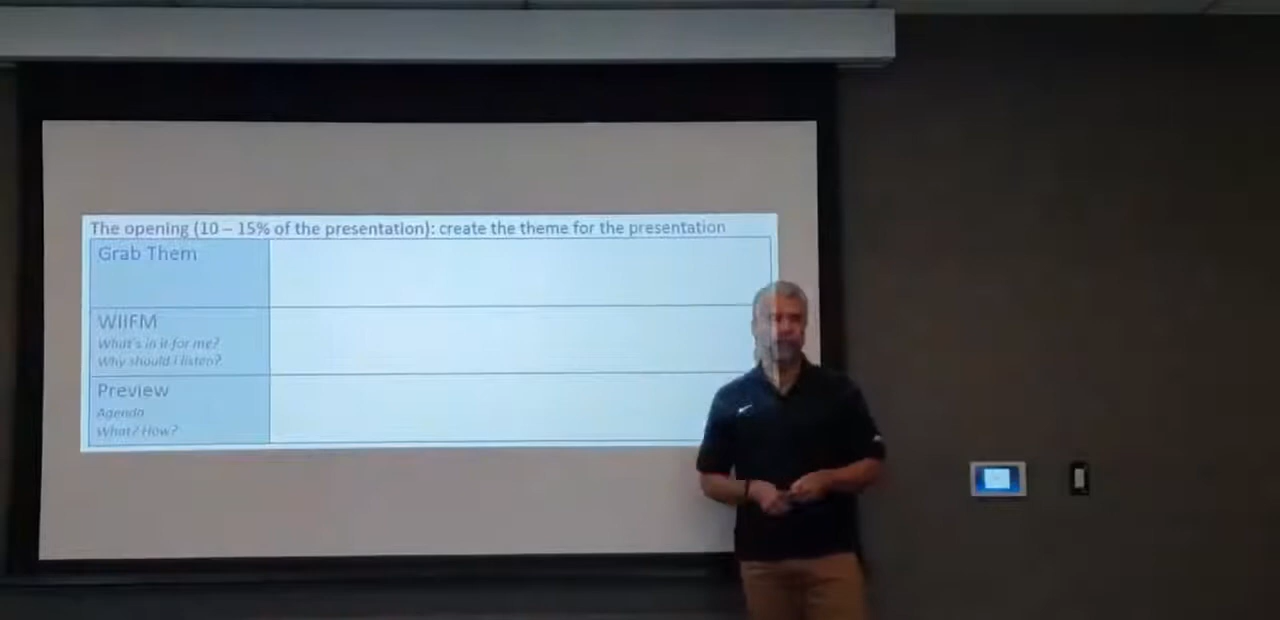 The opening (10 – 15% of the presentation): create the theme for the presentation
Grab Them
WIIFM
What's in it for me?
Why should I listen?
Preview
Agenda
What? How?